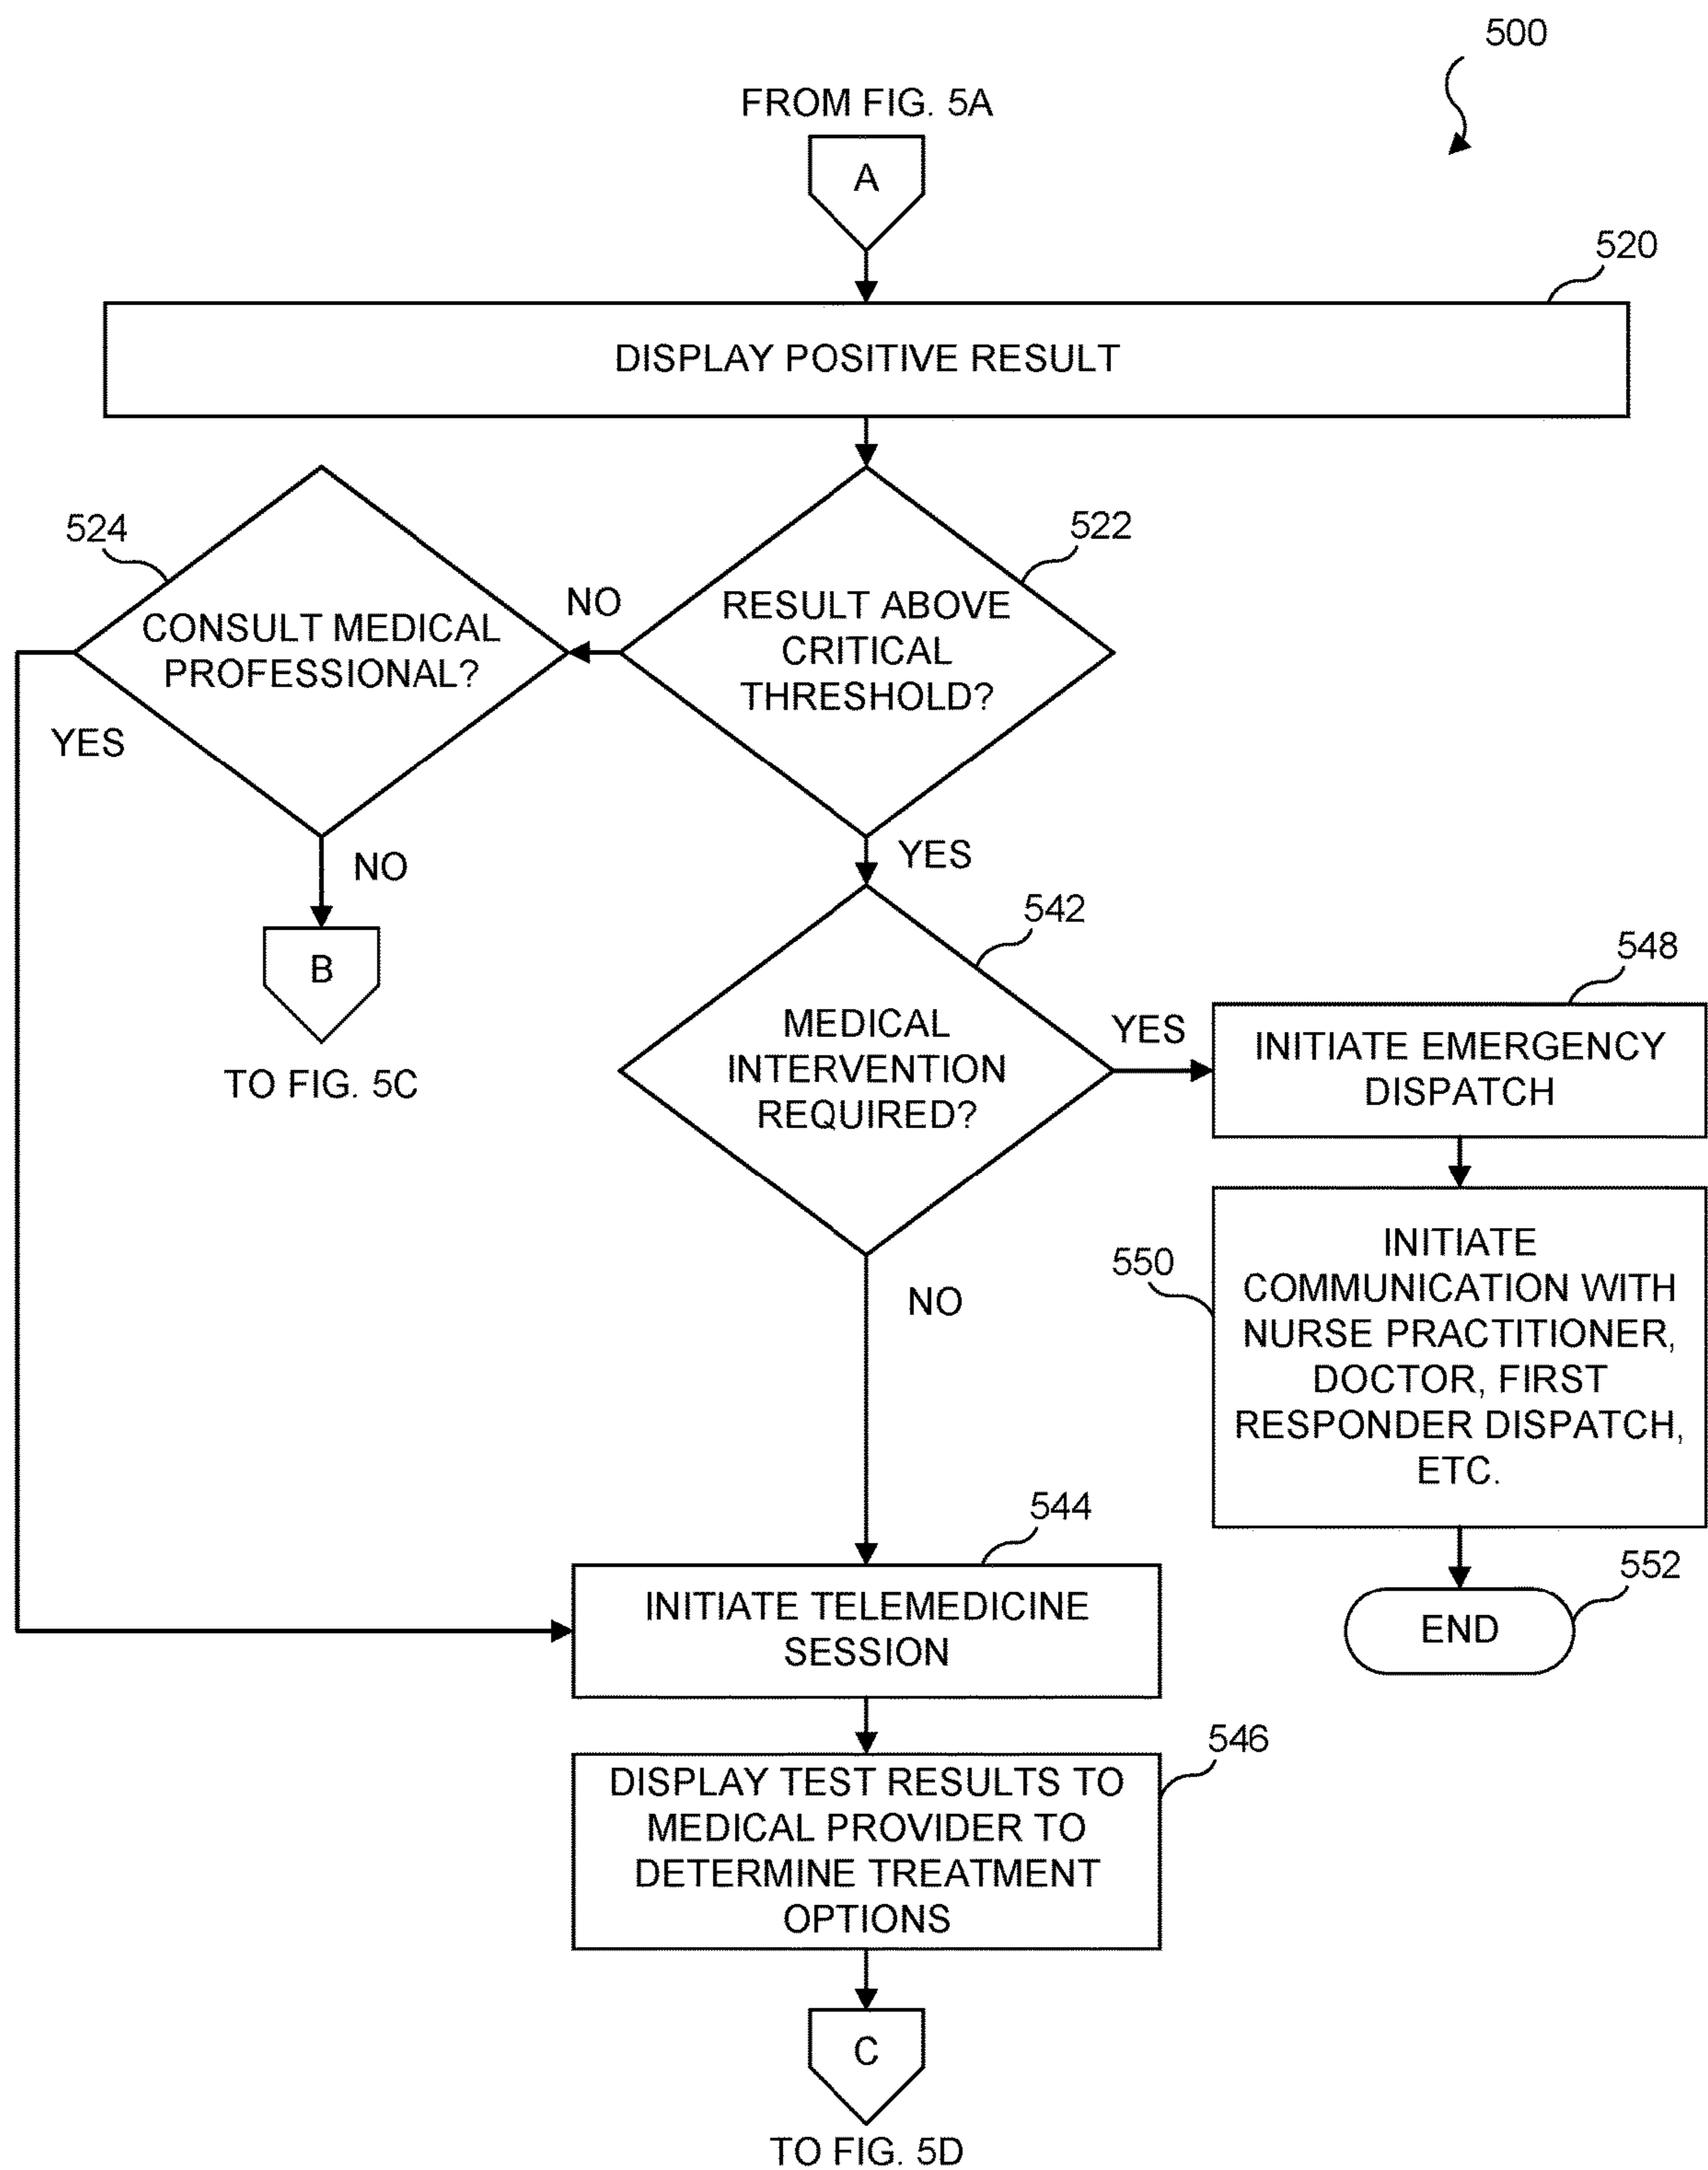 500
FROM FIG. 5A
A
520
DISPLAY POSITIVE RESULT
524
522
CONSULT MEDICAL
PROFESSIONAL?
NO
RESULT ABOVE
CRITICAL
THRESHOLD?
YES
NO
YES
B
TO FIG. 5C
542
MEDICAL
INTERVENTION
REQUIRED?
YES
548
INITIATE EMERGENCY
DISPATCH
NO
550
INITIATE
COMMUNICATION WITH
NURSE PRACTITIONER,
DOCTOR, FIRST
RESPONDER DISPATCH,
ETC.
552
END
544
INITIATE TELEMEDICINE
SESSION
546
DISPLAY TEST RESULTS TO
MEDICAL PROVIDER TO
DETERMINE TREATMENT
OPTIONS
C
TO FIG. 5D